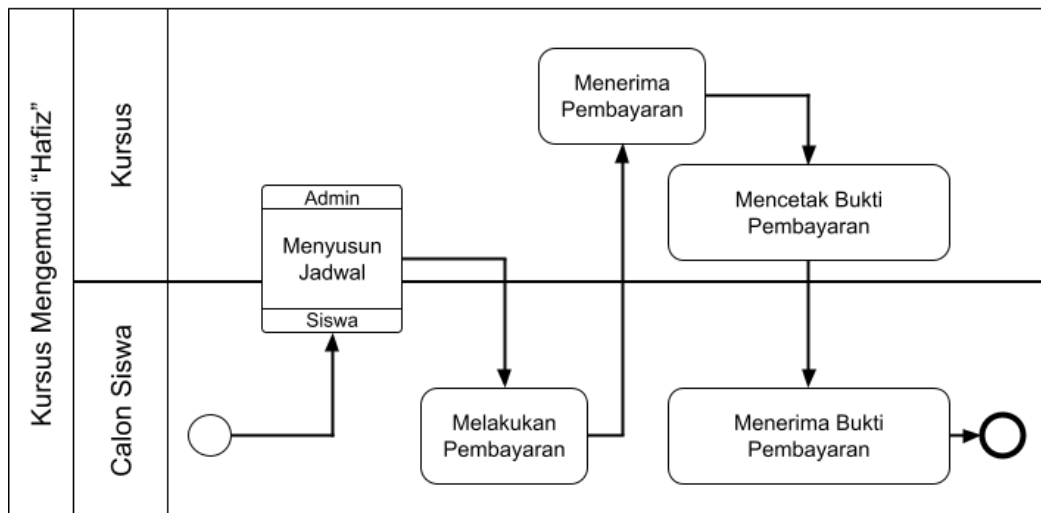 Kursus Mengemudi “Hafiz”
Kursus
Calon Siswa
Admin
Menyusun
Jadwal
Siswa
Melakukan
Pembayaran
Menerima
Pembayaran
Mencetak Bukti
Pembayaran
Menerima Bukti
Pembayaran